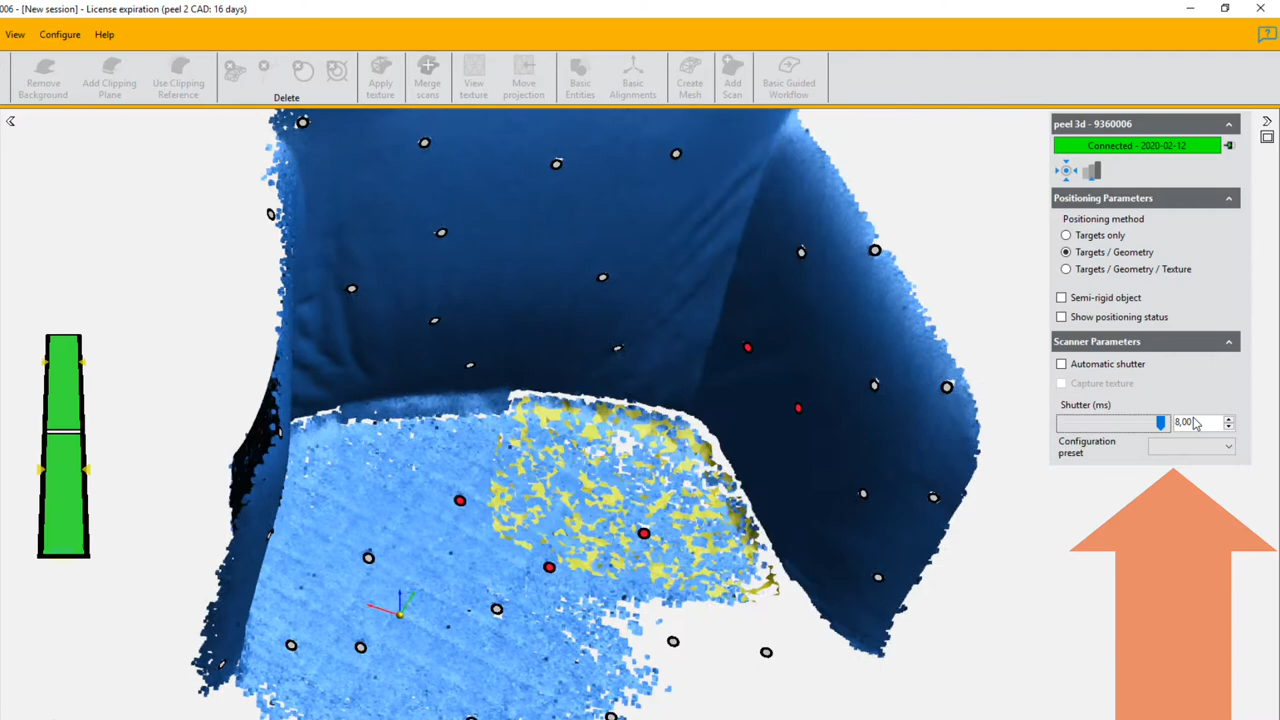 006 - [New session] - License expiration (peel 2 CAD: 16 days)
View Configure Help
Remove Background
Add Clipping Plane
Use Clipping Reference
Delete
Apply texture
Merge scans
View texture
Move projection
Basic Entities
Basic Alignments
Create Mesh
Add Scan
Basic Guided Workflow
peel 3d - 9360006
Connected - 2020-02-12
Positioning Parameters
Positioning method
Targets only
Targets / Geometry
Targets / Geometry / Texture
Semi-rigid object
Show positioning status
Scanner Parameters
Automatic shutter
Capture texture
Shutter (ms)
8,00
Configuration preset